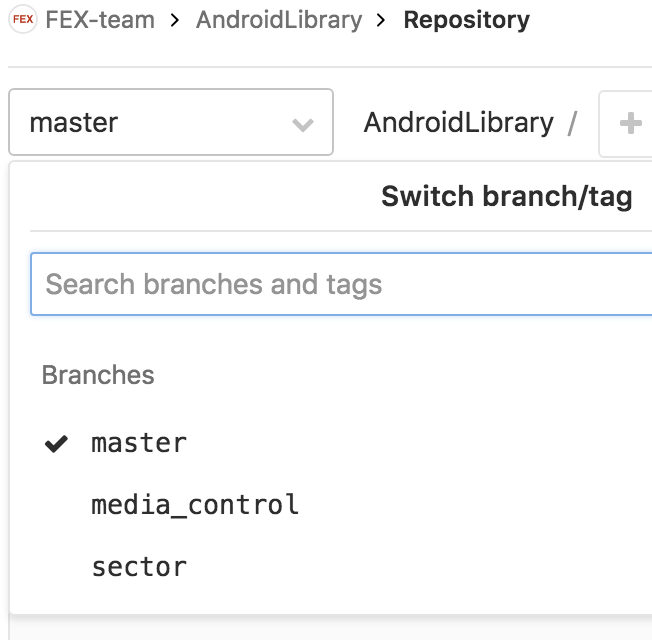 FEX FEX-team > AndroidLibrary > Repository
master AndroidLibrary / +
Switch branch/tag
Search branches and tags
Branches
master
media_control
sector